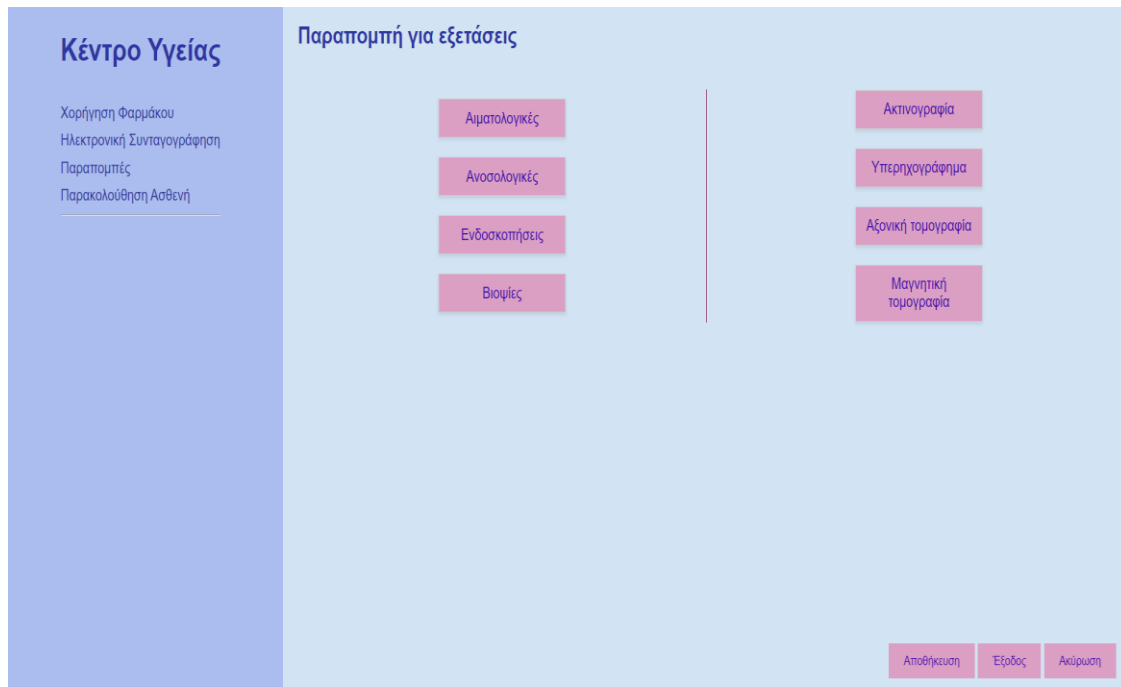 Κέντρο Υγείας
Χορήγηση Φαρμάκου
Ηλεκτρονική Συνταγογράφηση
Παραπομπές
Παρακολούθηση Ασθενή
Παραπομπή για εξετάσεις
Αιματολογικές
Ανοσολογικές
Ενδοσκοπήσεις
Βιοψίες
Ακτινογραφία
Υπερηχογράφημα
Αξονική τομογραφία
Μαγνητική
τομογραφία
Αποθήκευση
Έξοδος
Ακύρωση